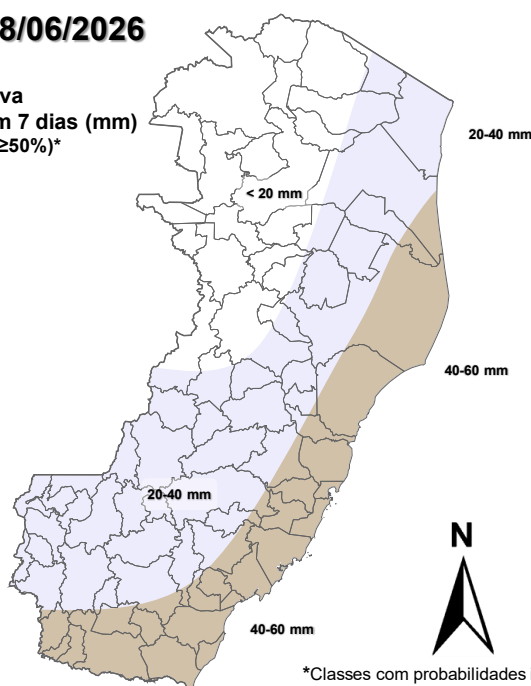 8/06/2026
va
m 7 dias (mm)
≥50%)*
20-40 mm
< 20 mm
40-60 mm
20-40 mm
N
40-60 mm
*Classes com probabilidades